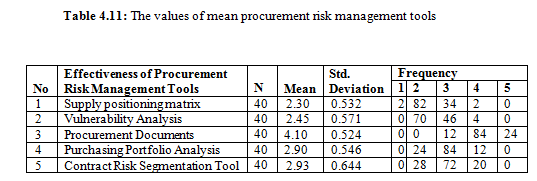 Table 4.11: The values of mean procurement risk management tools
Effectiveness of Procurement Std. Frequency
No Risk Management Tools N Mean Deviation 1 2 3 4 5
1 Supply positioning matrix 40 2.30 0.532 2 82 34 2 0
2 Vulnerability Analysis 40 2.45 0.571 0 70 46 4 0
3 Procurement Documents 40 4.10 0.524 0 0 12 84 24
4 Purchasing Portfolio Analysis 40 2.90 0.546 0 24 84 12 0
5 Contract Risk Segmentation Tool 40 2.93 0.644 0 28 72 20 0